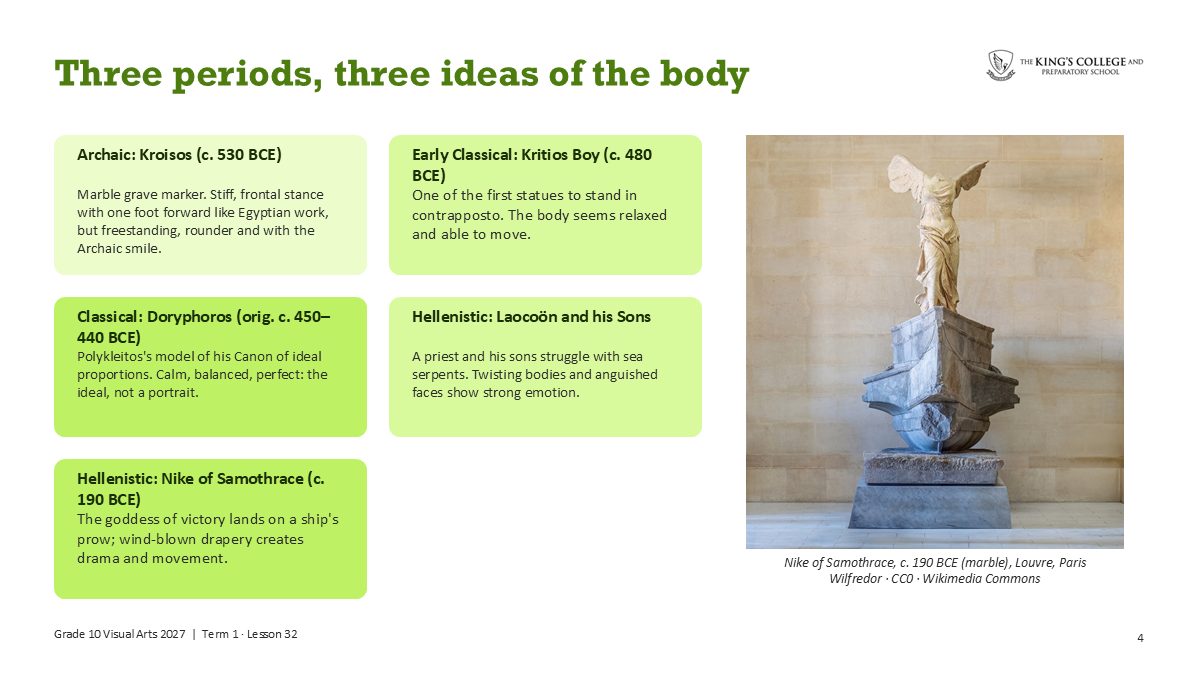 Three periods, three ideas of the body
THE KING'S COLLEGE AND
PREPARATORY SCHOOL
Archaic: Kroisos (c. 530 BCE)
Marble grave marker. Stiff, frontal stance
with one foot forward like Egyptian work,
but freestanding, rounder and with the
Archaic smile.
Early Classical: Kritios Boy (c. 480
BCE)
One of the first statues to stand in
contrapposto. The body seems relaxed
and able to move.
Classical: Doryphoros (orig. c. 450–
440 BCE)
Polykleitos's model of his Canon of ideal
proportions. Calm, balanced, perfect: the
ideal, not a portrait.
Hellenistic: Laocoön and his Sons
A priest and his sons struggle with sea
serpents. Twisting bodies and anguished
faces show strong emotion.
Hellenistic: Nike of Samothrace (c.
190 BCE)
The goddess of victory lands on a ship's
prow; wind-blown drapery creates
drama and movement.
Nike of Samothrace, c. 190 BCE (marble), Louvre, Paris
Wilfredor · CC0 · Wikimedia Commons
Grade 10 Visual Arts 2027 | Term 1 · Lesson 32
4